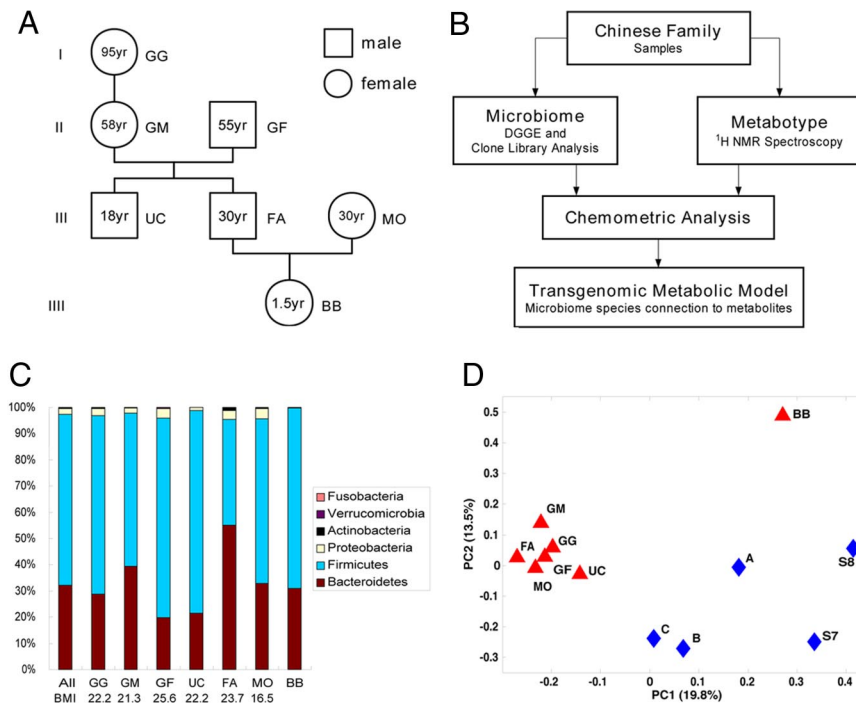 A
I
95yr
GG
male
female
II
58yr
GM
55yr
GF
III
18yr
UC
30yr
FA
30yr
MO
IIII
1.5yr
BB
B
Chinese Family
Samples
Microbiome
DGGE and
Clone Library Analysis
Metabotype
¹H NMR Spectroscopy
Chemometric Analysis
Transgenomic Metabolic Model
Microbiome species connection to metabolites
C
100%
90%
80%
70%
60%
50%
40%
30%
20%
10%
0%
Fusobacteria
Verrucomicrobia
Actinobacteria
Proteobacteria
Firmicutes
Bacteroidetes
All GG GM GF UC FA MO BB
BMI 22.2 21.3 25.6 22.2 23.7 16.5
D
PC2 (13.5%)
0.5
0.4
0.3
0.2
0.1
0
-0.1
-0.2
-0.3
BB
GM
FA
GG
GF
UC
MO
A
S8
C
B
S7
-0.2 -0.1 0 0.1 0.2 0.3 0.4
PC1 (19.8%)